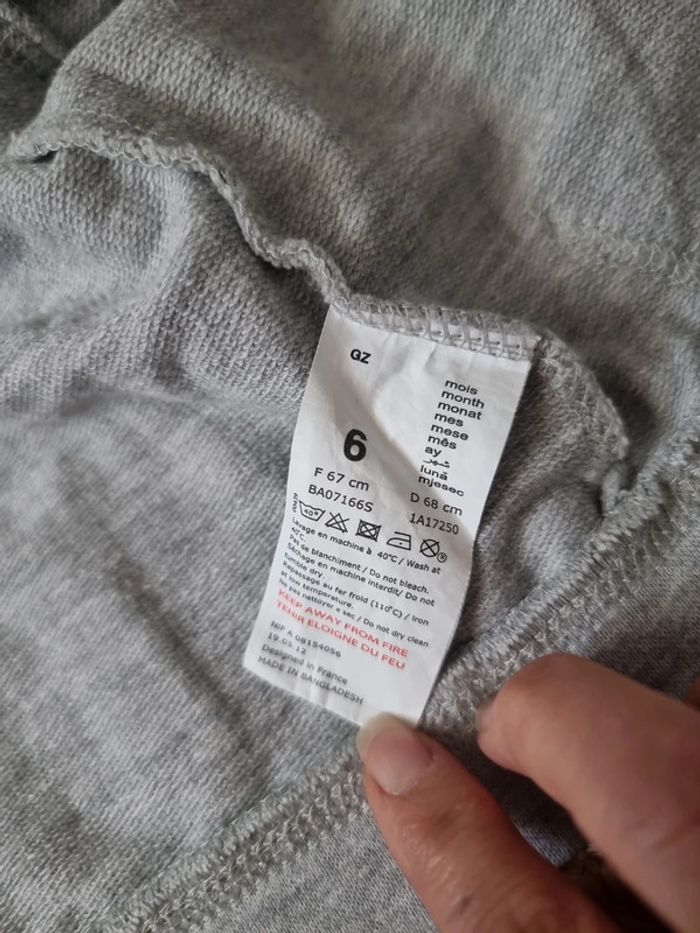 GZ
mois
month
monat
mes
mese
mês
ay
lună
mjesec
6
F 67 cm
D 68 cm
BA07166S
1A17250
40°
Lavage en machine à 40°C / Wash at
40°C.
Pas de blanchiment / Do not bleach.
Séchage en machine interdit / Do not
tumble dry.
Repassage au fer froid (110°C) / Iron
at low temperature.
Ne pas nettoyer a sec / Do not dry clean
KEEP AWAY FROM FIRE
TENIR ELOIGNE DU FEU
NIF A 08154056
19.05.12
Designed in France
MADE IN BANGLADESH